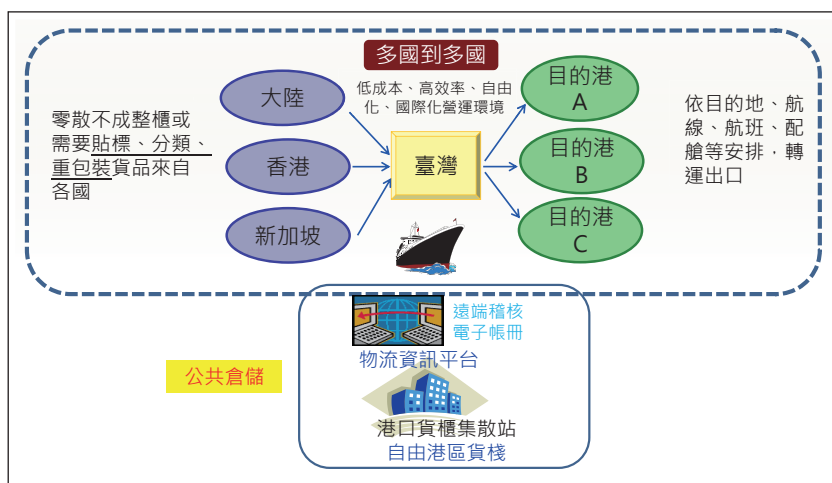 多國到多國
低成本、高效率、自由
化、國際化營運環境
零散不成整櫃或
需要貼標、分類、
重包裝貨品來自
各國
大陸
香港
新加坡
臺灣
目的港
A
目的港
B
目的港
C
依目的地、航
線、航班、配
艙等安排，轉
運出口
遠端稽核
電子帳冊
物流資訊平台
公共倉儲
港口貨櫃集散站
自由港區貨棧